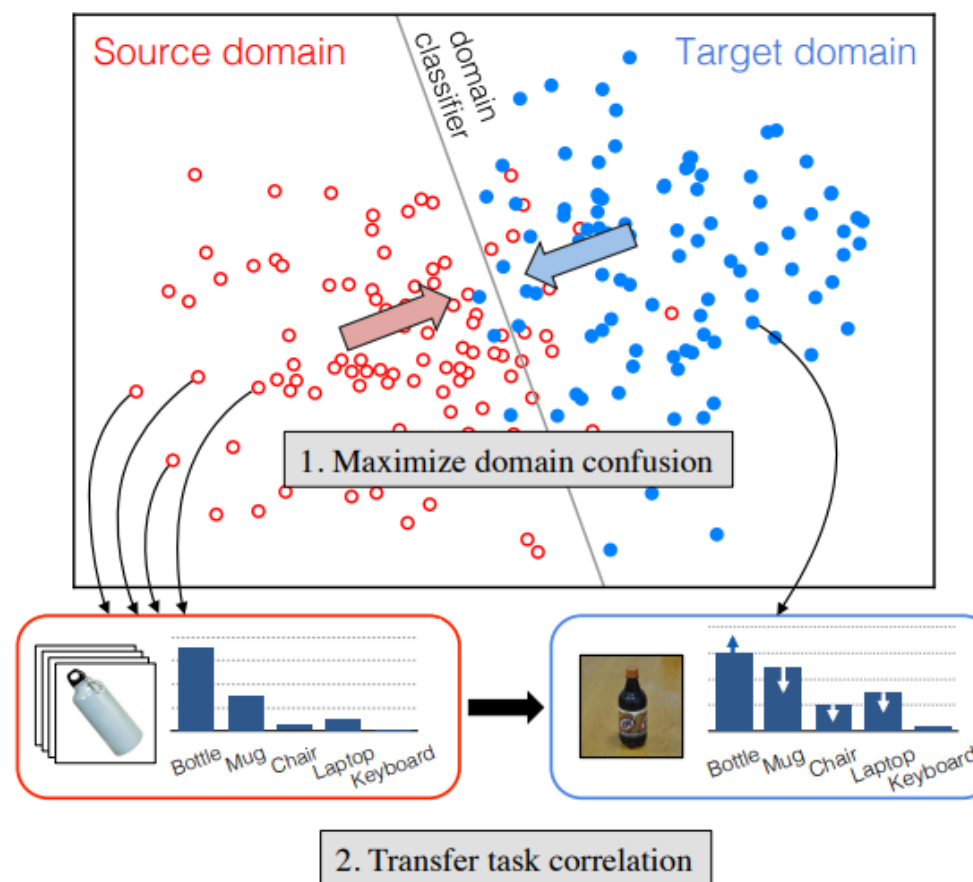 Source domain
domain
classifier
Target domain
1. Maximize domain confusion
Bottle
Mug
Chair
Laptop
Keyboard
Bottle
Mug
Chair
Laptop
Keyboard
2. Transfer task correlation